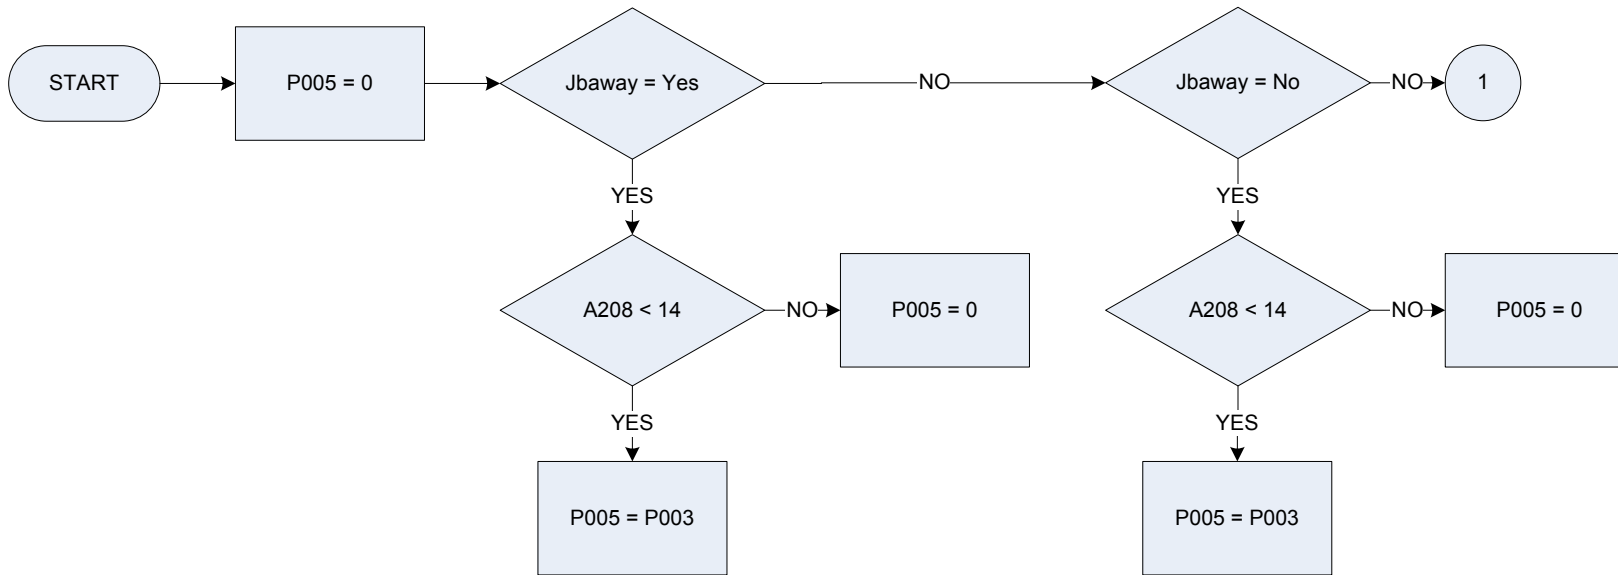 START
P005 = 0
Jbaway = Yes
NO
Jbaway = No
NO
1
YES
YES
A208 < 14
NO
P005 = 0
A208 < 14
NO
P005 = 0
YES
YES
P005 = P003
P005 = P003